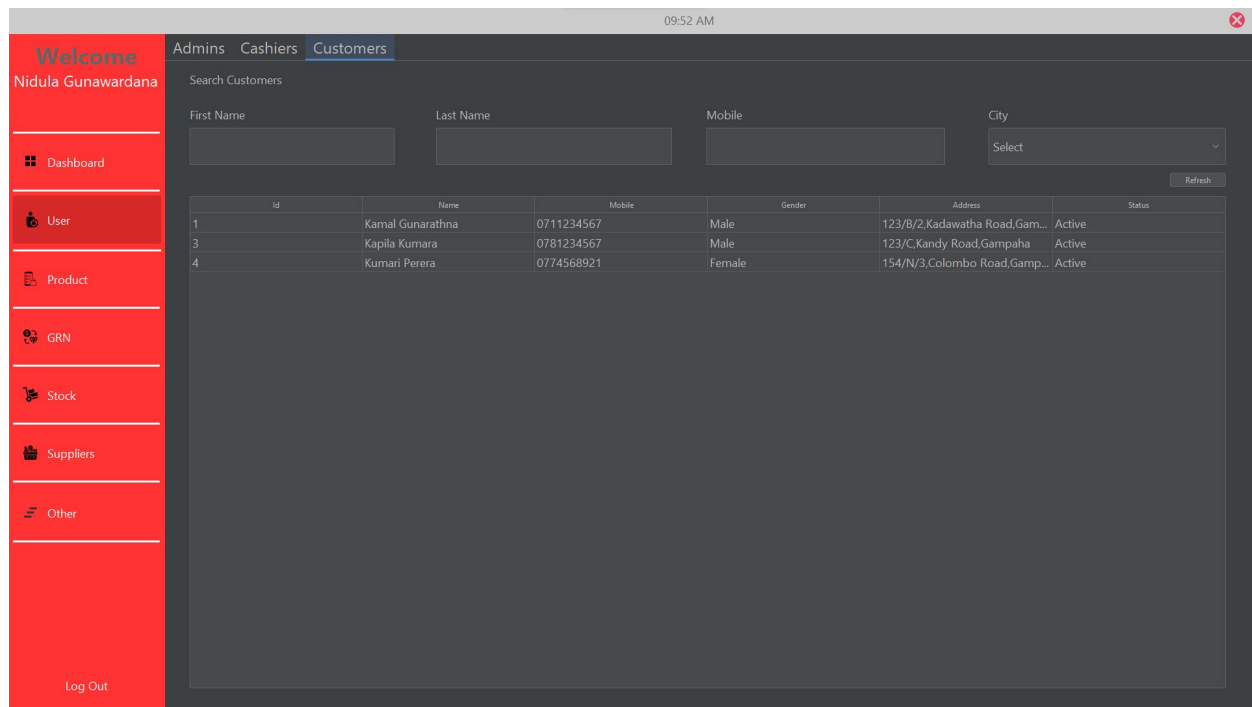 09:52 AM
Welcome
Nidula Gunawardana
Dashboard
User
Product
GRN
Stock
Suppliers
Other
Log Out
Admins Cashiers Customers
Search Customers
First Name Last Name Mobile City
Select
Refresh
Id Name Mobile Gender Address Status
1 Kamal Gunarathna 0711234567 Male 123/B/2,Kadawatha Road,Gam... Active
3 Kapila Kumara 0781234567 Male 123/C,Kandy Road,Gampaha Active
4 Kumari Perera 0774568921 Female 154/N/3,Colombo Road,Gamp... Active